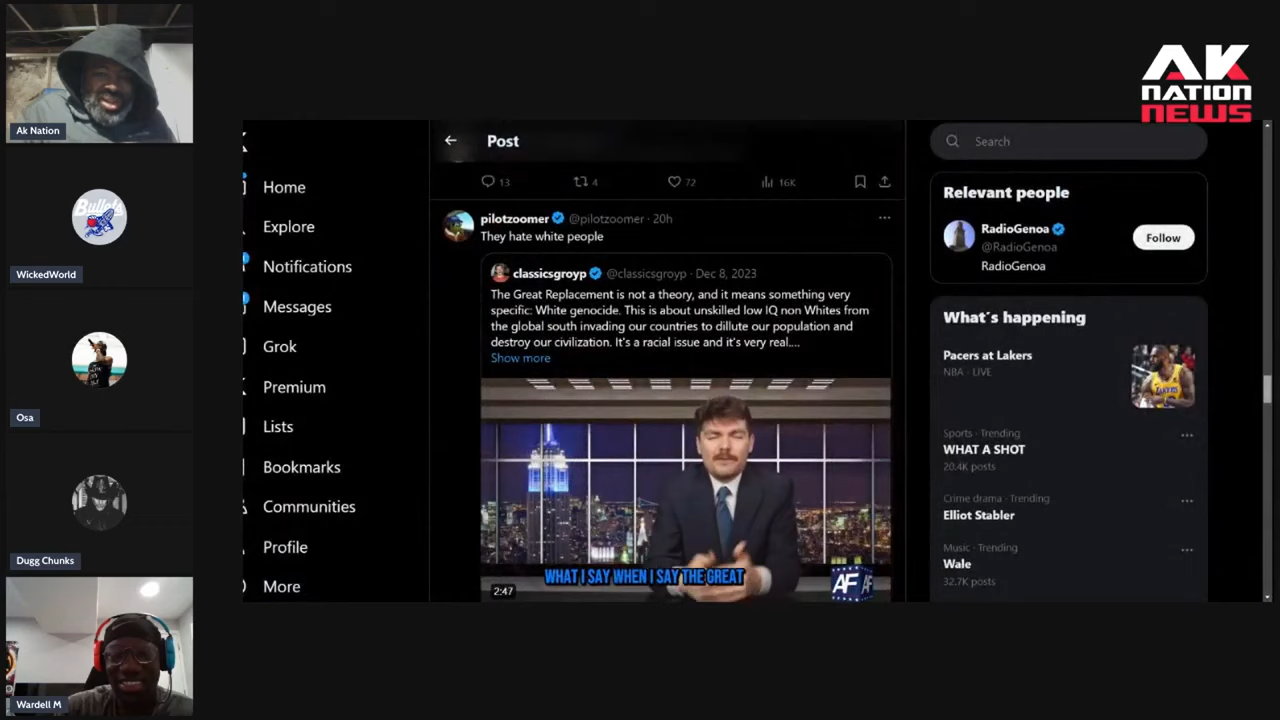 Ak Nation
Bullets
WickedWorld
Osa
Dugg Chunks
Wardell M
Home
Explore
Notifications
Messages
Grok
Premium
Lists
Bookmarks
Communities
Profile
More
Post
13
4
72
16K
pilotzoomer @pilotzoomer · 20h
They hate white people
classicsgroyp @classicsgroyp · Dec 8, 2023
The Great Replacement is not a theory, and it means something very
specific: White genocide. This is about unskilled low IQ non Whites from
the global south invading our countries to dillute our population and
destroy our civilization. It's a racial issue and it's very real....
Show more
WHAT I SAY WHEN I SAY THE GREAT
2:47
AF
AK
NATION
NEWS
Search
Relevant people
RadioGenoa
@RadioGenoa
RadioGenoa
Follow
What's happening
Pacers at Lakers
NBA · LIVE
Sports · Trending
WHAT A SHOT
20.4K posts
Crime drama · Trending
Elliot Stabler
Music · Trending
Wale
32.7K posts